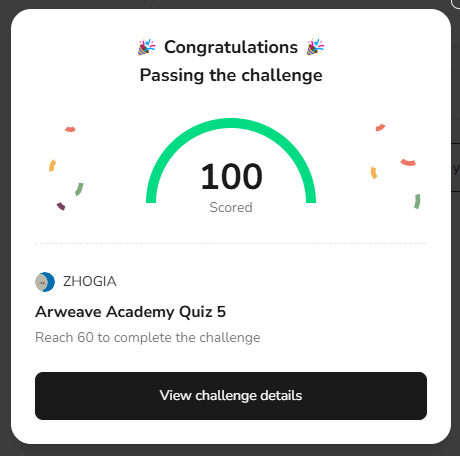 🎉 Congratulations 🎉
Passing the challenge
100
Scored
ZHOGIA
Arweave Academy Quiz 5
Reach 60 to complete the challenge
View challenge details